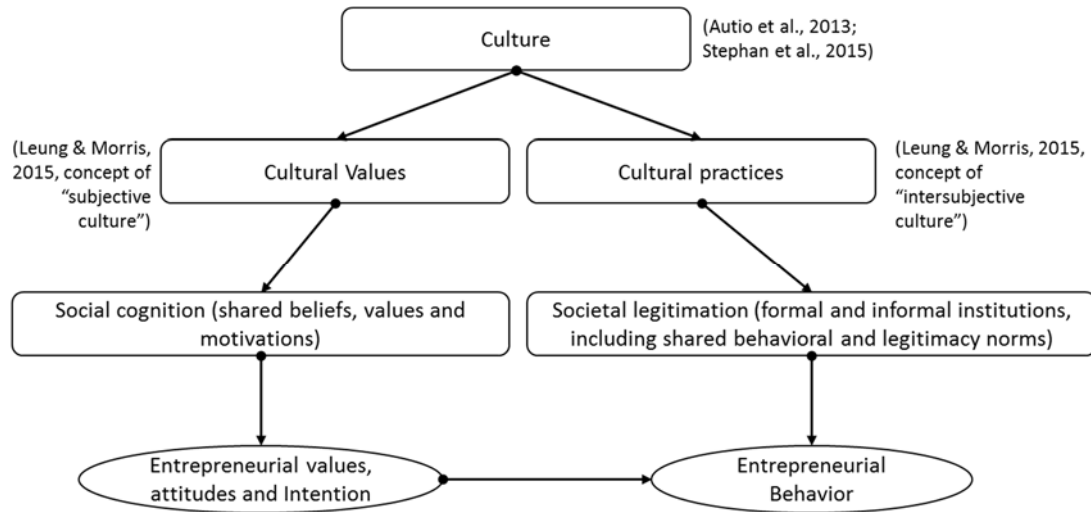 Culture
(Autio et al., 2013;
Stephan et al., 2015)
(Leung & Morris,
2015, concept of
“subjective
culture”)
Cultural Values
Cultural practices
(Leung & Morris, 2015,
concept of
“intersubjective
culture”)
Social cognition (shared beliefs, values and
motivations)
Societal legitimation (formal and informal institutions,
including shared behavioral and legitimacy norms)
Entrepreneurial values,
attitudes and Intention
Entrepreneurial
Behavior